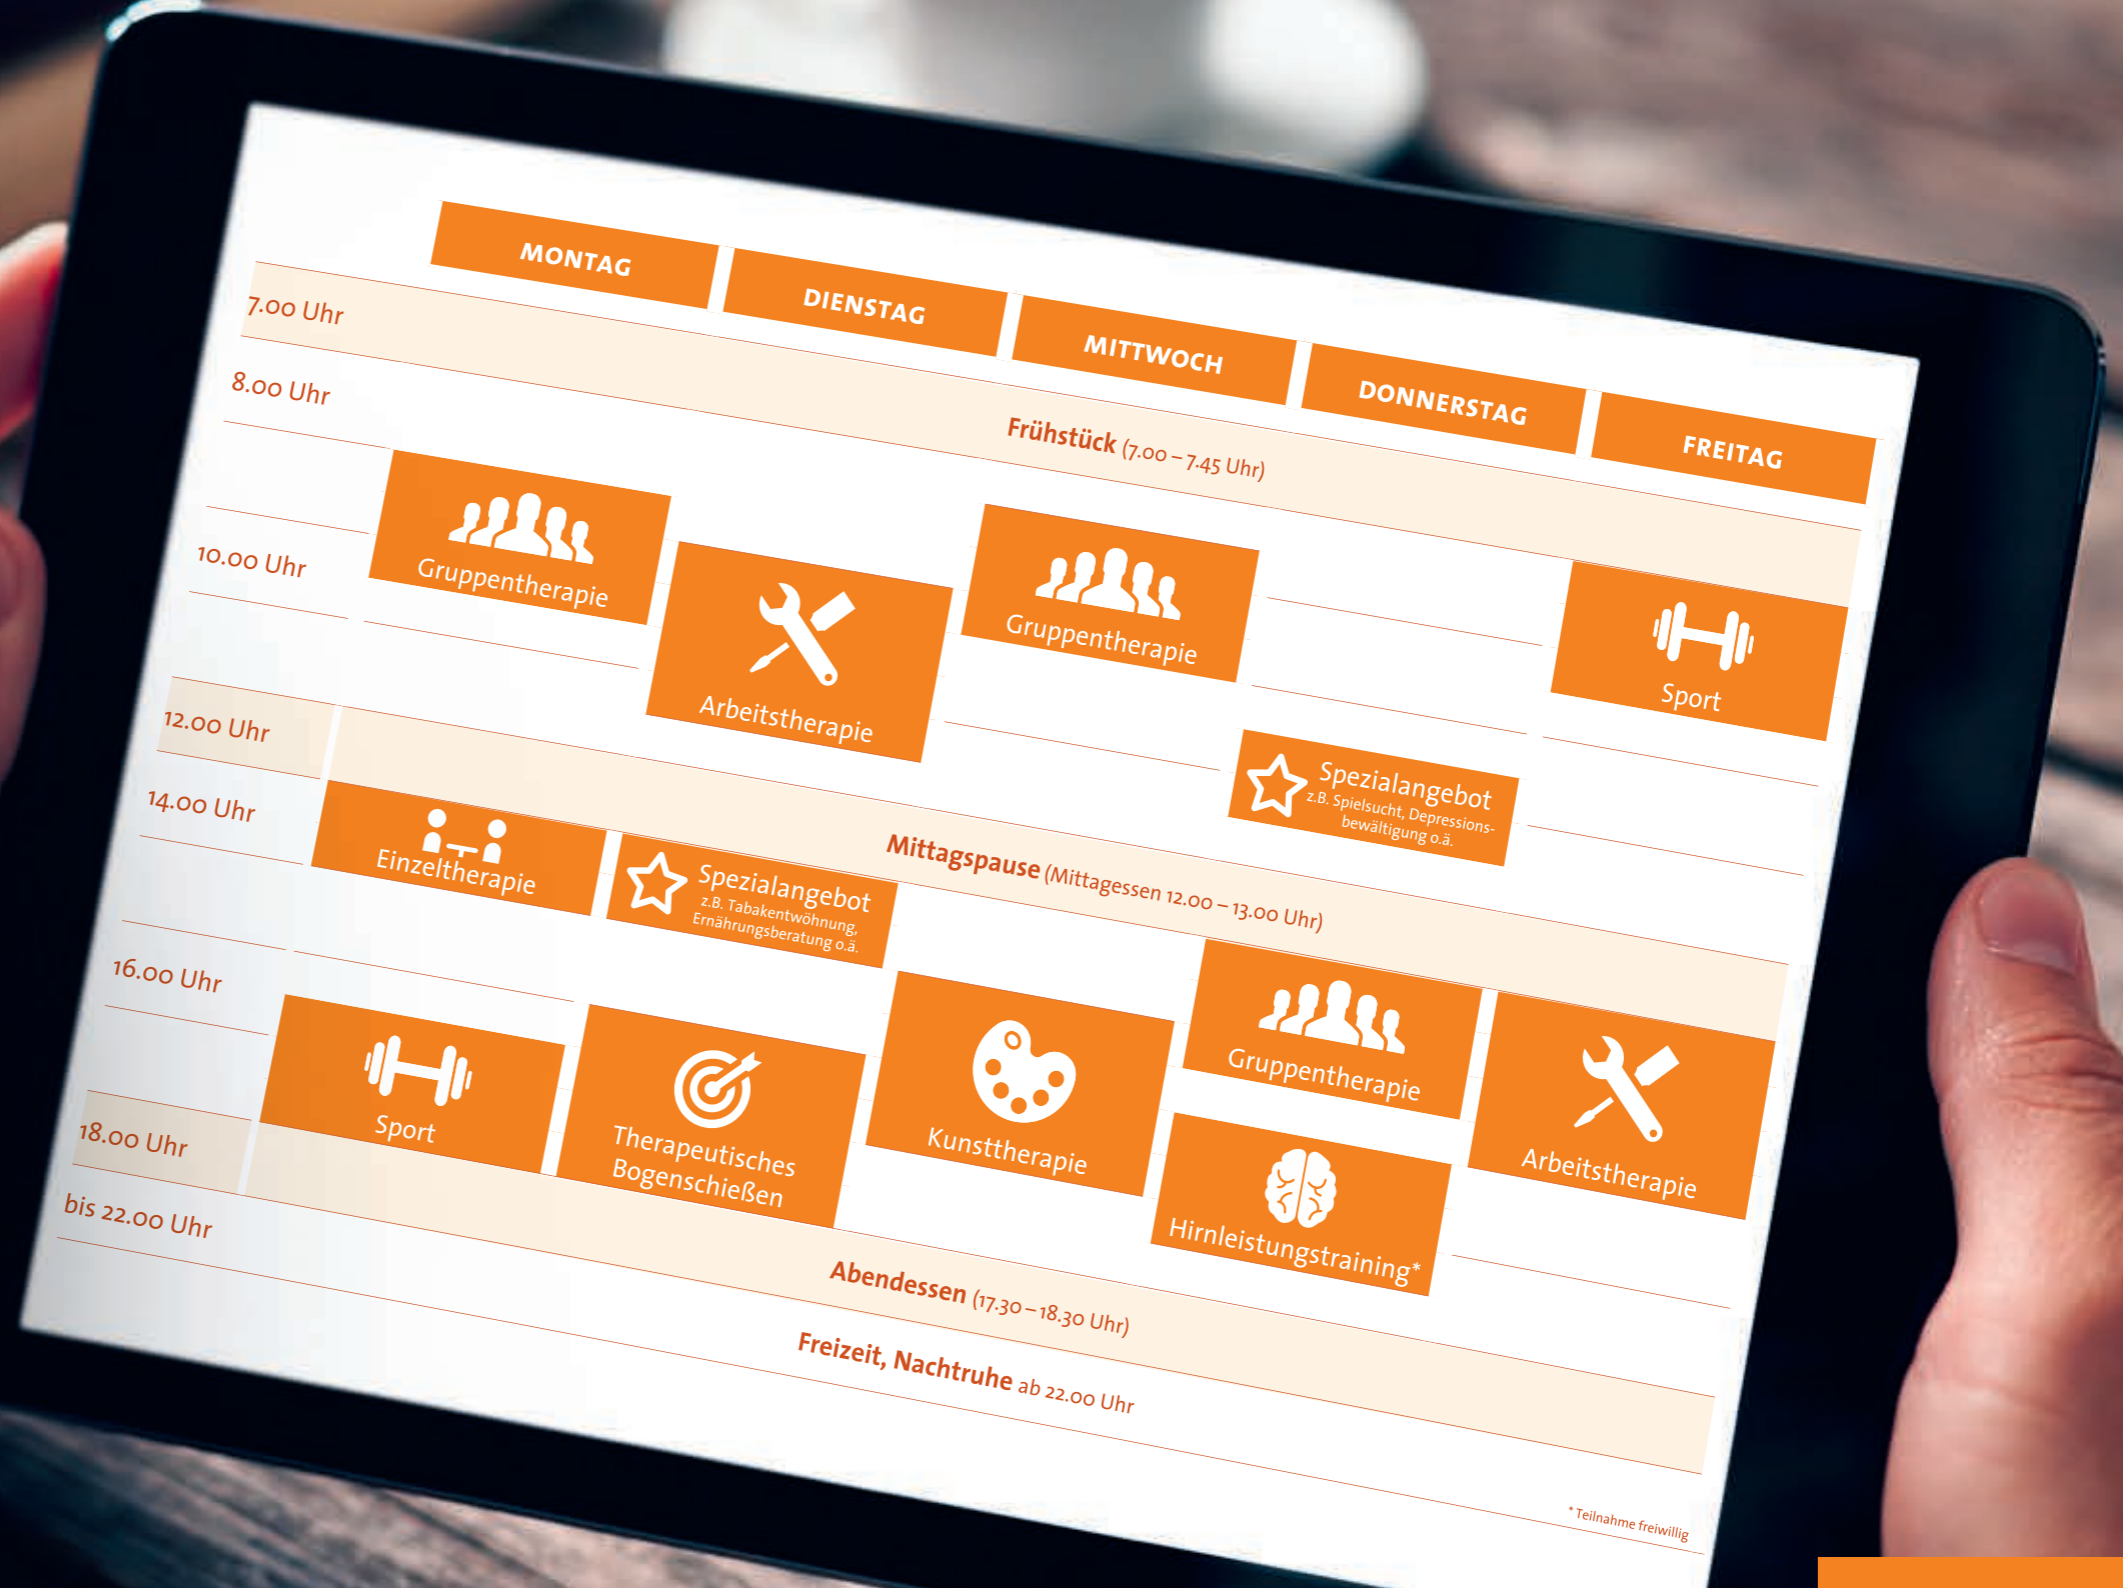 MONTAG
DIENSTAG
MITTWOCH
DONNERSTAG
FREITAG
7.00 Uhr
Frühstück (7.00 – 7.45 Uhr)
8.00 Uhr
Gruppentherapie
Gruppentherapie
Sport
10.00 Uhr
Arbeitstherapie
Spezialangebot
z.B. Spielsucht, Depressions-
bewältigung o.ä.
12.00 Uhr
Mittagspause (Mittagessen 12.00 – 13.00 Uhr)
14.00 Uhr
Einzeltherapie
Spezialangebot
z.B. Tabakentwöhnung,
Ernährungsberatung o.ä.
Gruppentherapie
Kunsttherapie
Arbeitstherapie
16.00 Uhr
Sport
Therapeutisches
Bogenschießen
Hirnleistungstraining*
18.00 Uhr
Abendessen (17.30 – 18.30 Uhr)
bis 22.00 Uhr
Freizeit, Nachtruhe ab 22.00 Uhr
* Teilnahme freiwillig